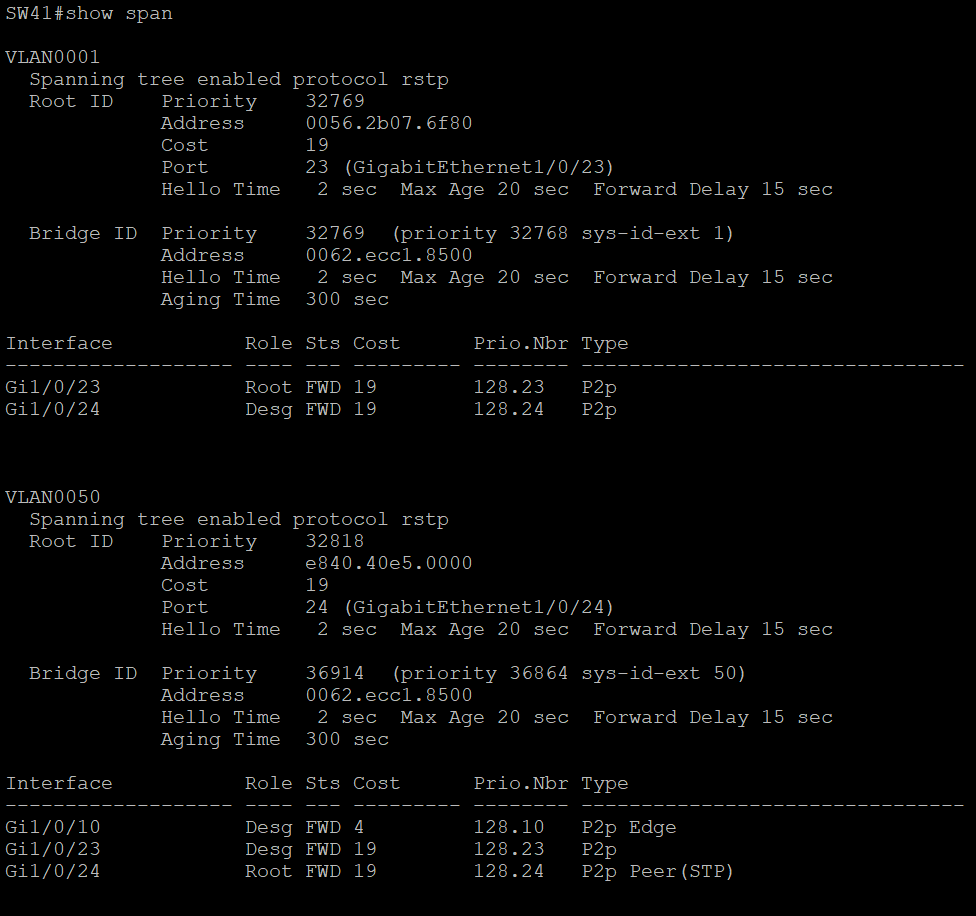 SW41#show span
VLAN0001
  Spanning tree enabled protocol rstp
  Root ID    Priority    32769
             Address     0056.2b07.6f80
             Cost        19
             Port        23 (GigabitEthernet1/0/23)
             Hello Time   2 sec  Max Age 20 sec  Forward Delay 15 sec
  Bridge ID  Priority    32769  (priority 32768 sys-id-ext 1)
             Address     0062.ecc1.8500
             Hello Time   2 sec  Max Age 20 sec  Forward Delay 15 sec
             Aging Time  300 sec
Interface           Role Sts Cost      Prio.Nbr Type
------------------- ---- --- --------- -------- --------------------------------
Gi1/0/23            Root FWD 19        128.23   P2p
Gi1/0/24            Desg FWD 19        128.24   P2p
VLAN0050
  Spanning tree enabled protocol rstp
  Root ID    Priority    32818
             Address     e840.40e5.0000
             Cost        19
             Port        24 (GigabitEthernet1/0/24)
             Hello Time   2 sec  Max Age 20 sec  Forward Delay 15 sec
  Bridge ID  Priority    36914  (priority 36864 sys-id-ext 50)
             Address     0062.ecc1.8500
             Hello Time   2 sec  Max Age 20 sec  Forward Delay 15 sec
             Aging Time  300 sec
Interface           Role Sts Cost      Prio.Nbr Type
------------------- ---- --- --------- -------- --------------------------------
Gi1/0/10            Desg FWD 4         128.10   P2p Edge
Gi1/0/23            Desg FWD 19        128.23   P2p
Gi1/0/24            Root FWD 19        128.24   P2p Peer(STP)